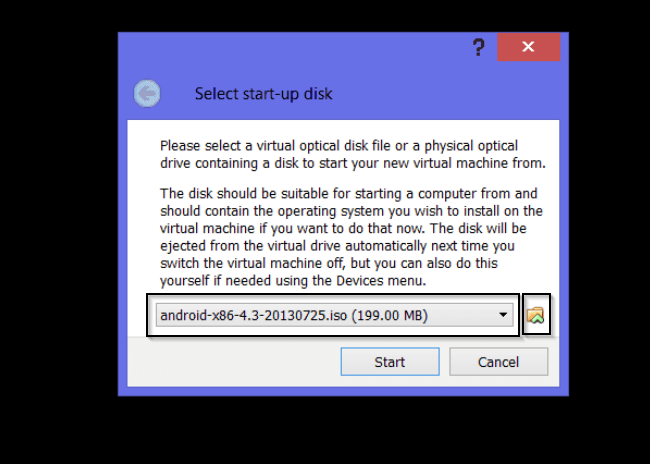 ?
Select start-up disk
Please select a virtual optical disk file or a physical optical
drive containing a disk to start your new virtual machine from.
The disk should be suitable for starting a computer from and
should contain the operating system you wish to install on the
virtual machine if you want to do that now. The disk will be
ejected from the virtual drive automatically next time you
switch the virtual machine off, but you can also do this
yourself if needed using the Devices menu.
android-x86-4.3-20130725.iso (199.00 MB)
Start Cancel